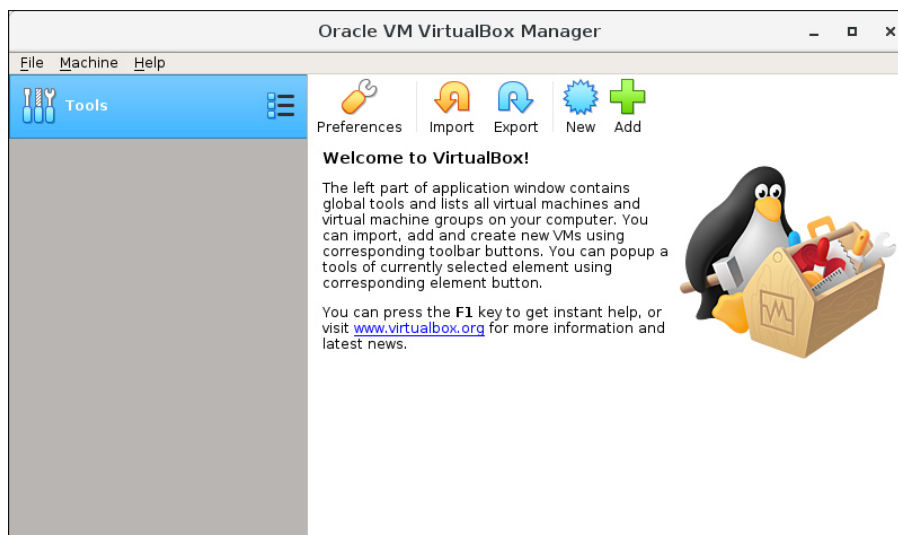 Oracle VM VirtualBox Manager
File Machine Help
Tools
Preferences Import Export New Add
Welcome to VirtualBox!
The left part of application window contains
global tools and lists all virtual machines and
virtual machine groups on your computer. You
can import, add and create new VMs using
corresponding toolbar buttons. You can popup a
tools of currently selected element using
corresponding element button.
You can press the F1 key to get instant help, or
visit www.virtualbox.org for more information and
latest news.